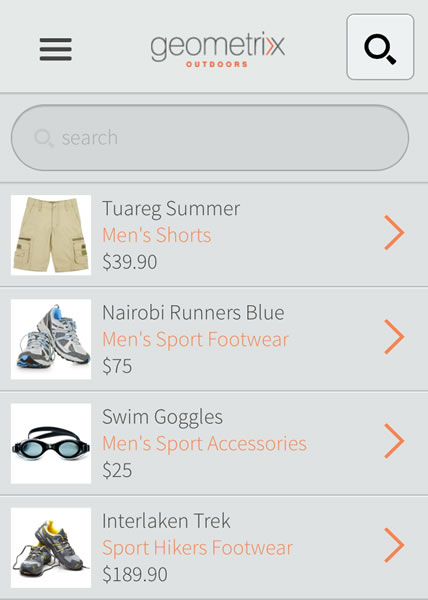 geometrixx
OUTDOORS
search
Tuareg Summer
Men's Shorts
$39.90
Nairobi Runners Blue
Men's Sport Footwear
$75
Swim Goggles
Men's Sport Accessories
$25
Interlaken Trek
Sport Hikers Footwear
$189.90